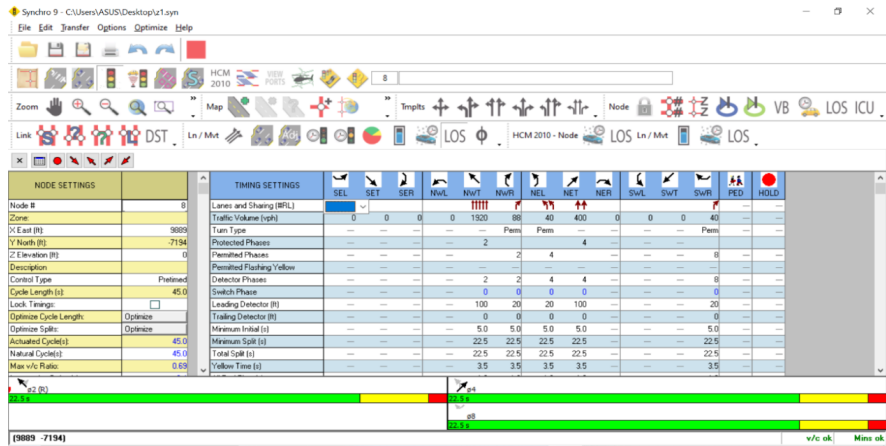 Synchro 9 - C:\Users\ASUS\Desktop\z1.syn
File Edit Transfer Options Optimize Help
HCM 2010 VIEW PORTS 8
Zoom " Map " Tmplts Node VB LOS ICU
Link DST Ln / Mvt LOS Φ HCM 2010 - Node LOS Ln / Mvt LOS
NODE SETTINGS TIMING SETTINGS SEL SET SER NWL NWT NWR NEL NET NER SWL SWT SWR PED HOLD
Node # 8 Lanes and Sharing (#RL)
Zone: Traffic Volume (vph) 0 0 0 0 1920 88 40 400 0 0 0 40 — —
X East (ft): 9889 Turn Type — — — — — Perm Perm — — — — Perm — —
Y North (ft): -7194 Protected Phases — — — — 2 4 — — — — —
Z Elevation (ft): 0 Permitted Phases — — — — 2 4 — — — 8 — —
Description Permitted Flashing Yellow — — — — — — — — — — — — — —
Control Type Pretimed Detector Phases — — — — 2 2 4 4 — — — 8 — —
Cycle Length (s): 45.0 Switch Phase — — — — 0 0 0 0 — — — 0 — —
Lock Timings: Leading Detector (ft) — — — — 100 20 20 100 — — — 20 — —
Optimize Cycle Length: Optimize Trailing Detector (ft) — — — — 0 0 0 0 — — — 0 — —
Optimize Splits: Optimize Minimum Initial (s) — — — — 5.0 5.0 5.0 5.0 — — — 5.0 — —
Actuated Cycle(s): 45.0 Minimum Split (s) — — — — 22.5 22.5 22.5 22.5 — — — 22.5 — —
Natural Cycle(s): 45.0 Total Split (s) — — — — 22.5 22.5 22.5 22.5 — — — 22.5 — —
Max v/c Ratio: 0.69 Yellow Time (s) — — — — 3.5 3.5 3.5 3.5 — — — 3.5 — —
ø2 (R) ø4
22.5 s 22.5 s
ø8
22.5 s
(9889 -7194) v/c ok Mins ok